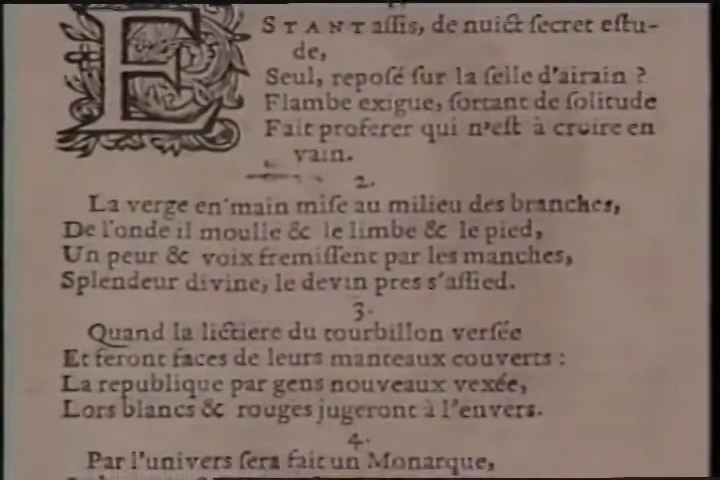 ESTANT assis, de nuict secret estu-
de,
Seul, reposé sur la selle d'airain ?
Flambe exigue, sortant de solitude
Fait proferer qui n'est à croire en
vain.
2.
La verge en main mise au milieu des branches,
De l'onde il moulle & le limbe & le pied,
Un peur & voix fremissent par les manches,
Splendeur divine, le devin pres s'assied.
3.
Quand la lictiere du tourbillon versée
Et seront faces de leurs manteaux couverts :
La republique par gens nouveaux vexée,
Lors blancs & rouges jugeront à l'envers.
4.
Par l'univers sera fait un Monarque,